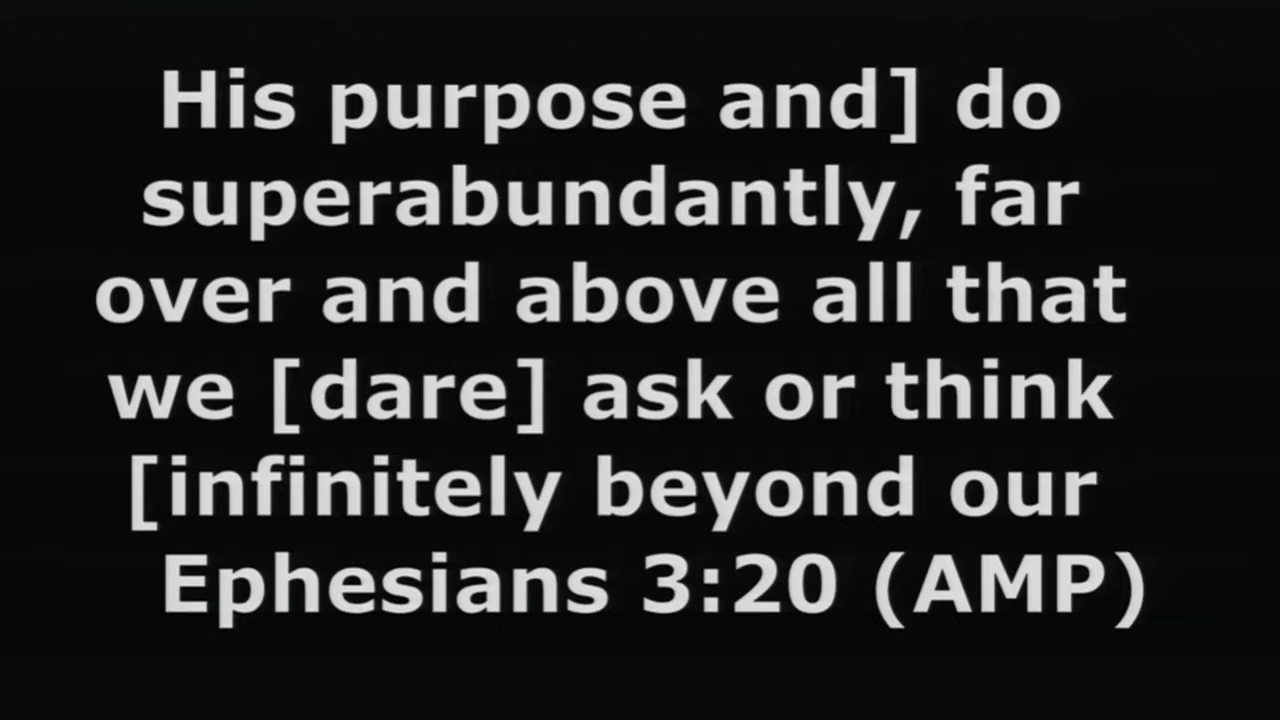 His purpose and] do
superabundantly, far
over and above all that
we [dare] ask or think
[infinitely beyond our
Ephesians 3:20 (AMP)